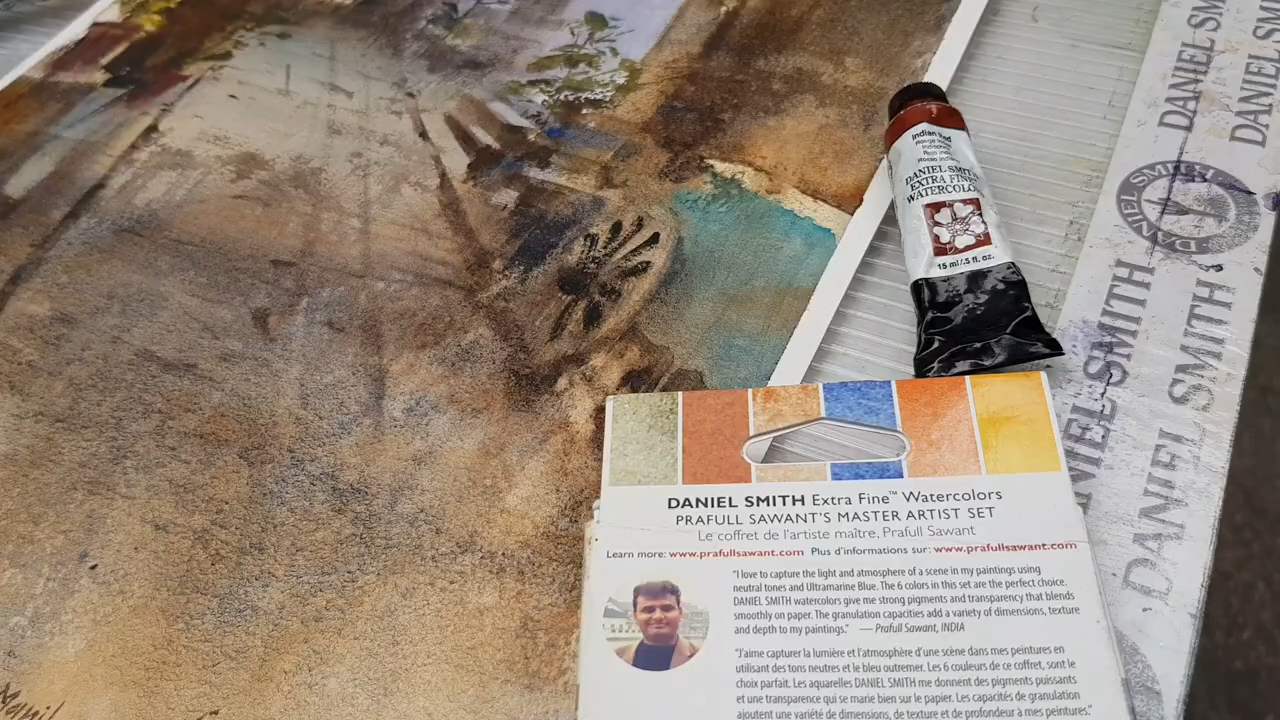 Indian Red
DANIEL SMITH
EXTRA FINE
WATERCOLO
15 ml/.5 fl. oz.
DANIEL SMITH Extra Fine™ Watercolors
PRAFULL SAWANT'S MASTER ARTIST SET
Le coffret de l'artiste maître, Prafull Sawant
Learn more: www.prafullsawant.com Plus d'informations sur: www.prafullsawant.com
"I love to capture the light and atmosphere of a scene in my paintings using
neutral tones and Ultramarine Blue. The 6 colors in this set are the perfect choice.
DANIEL SMITH watercolors give me strong pigments and transparency that blends
smoothly on paper. The granulation capacities add a variety of dimensions, texture
and depth to my paintings." — Prafull Sawant, INDIA
"J'aime capturer la lumière et l'atmosphère d'une scène dans mes peintures en
utilisant des tons neutres et le bleu outremer. Les 6 couleurs de ce coffret, sont le
choix parfait. Les aquarelles DANIEL SMITH me donnent des pigments puissants
et une transparence qui se marie bien sur le papier. Les capacités de granulation
ajoutent une variété de dimensions, de texture et de profondeur à mes peintures."
DANIEL SM
DANIEL SM
DANIEL SMITH · DANIEL
NIEL SMITH
DANIEL SMITH